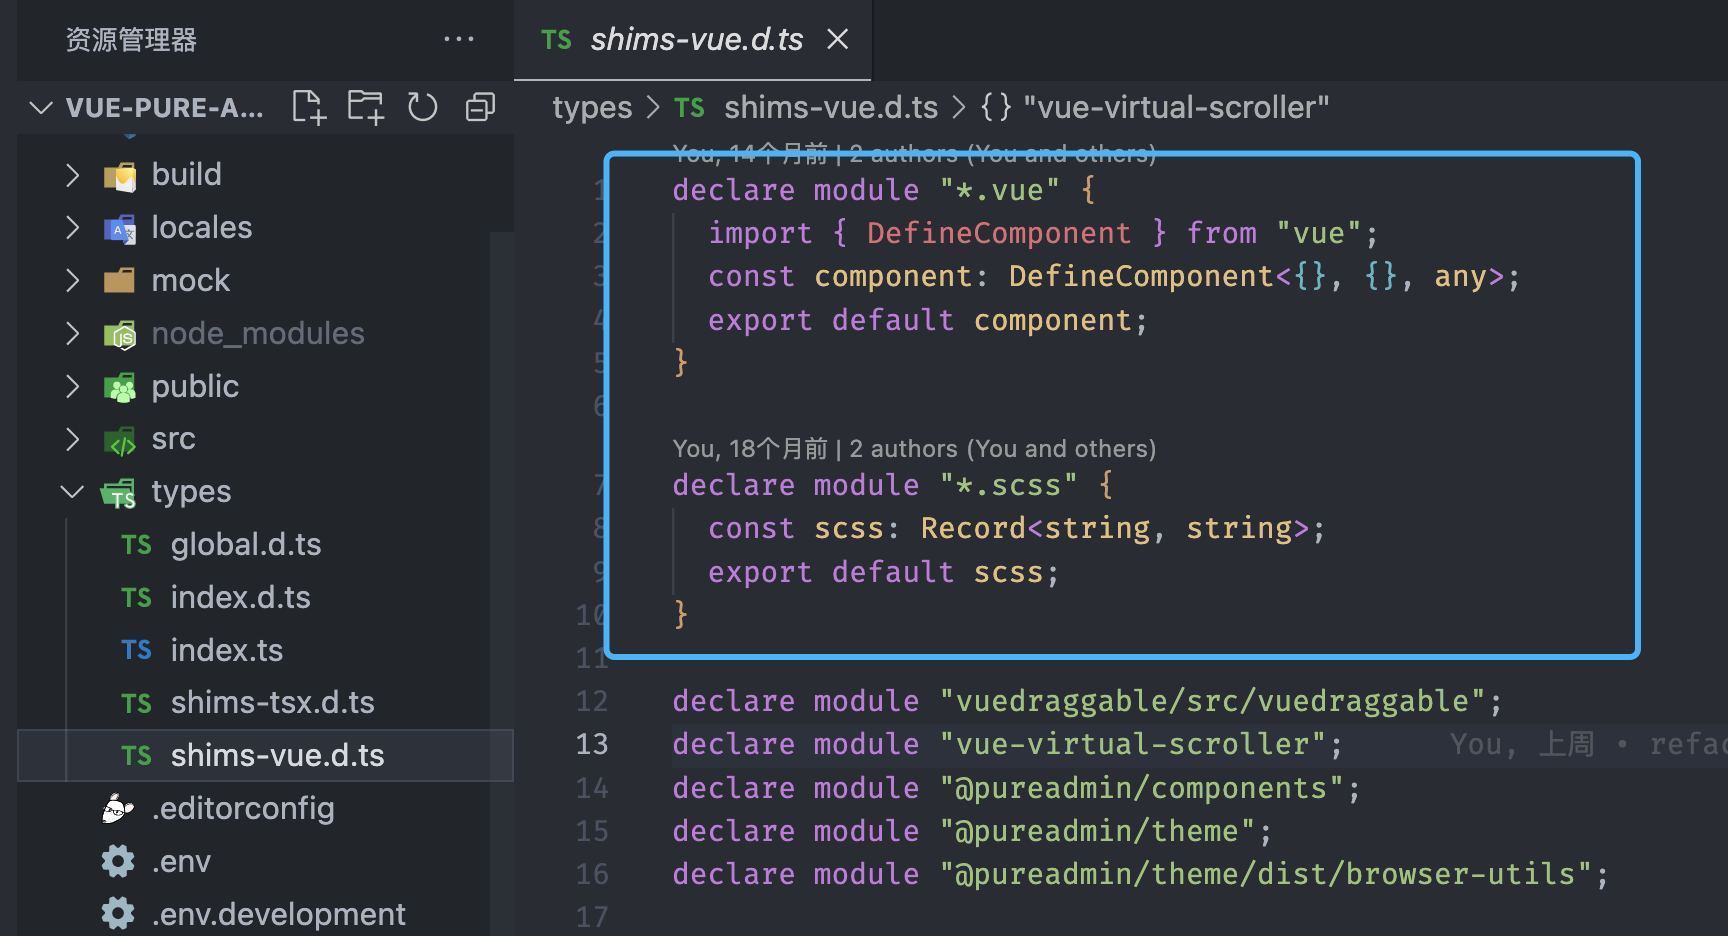 资源管理器
VUE-PURE-A...
build
locales
mock
node_modules
public
src
types
TS global.d.ts
TS index.d.ts
TS index.ts
TS shims-tsx.d.ts
TS shims-vue.d.ts
.editorconfig
.env
.env.development
TS shims-vue.d.ts
types > TS shims-vue.d.ts > {} "vue-virtual-scroller"
You, 14个月前 | 2 authors (You and others)
1 declare module "*.vue" {
2 import { DefineComponent } from "vue";
3 const component: DefineComponent<{}, {}, any>;
4 export default component;
5 }
6
You, 18个月前 | 2 authors (You and others)
7 declare module "*.scss" {
8 const scss: Record<string, string>;
9 export default scss;
10 }
11
12 declare module "vuedraggable/src/vuedraggable";
13 declare module "vue-virtual-scroller"; You, 上周 • refac
14 declare module "@pureadmin/components";
15 declare module "@pureadmin/theme";
16 declare module "@pureadmin/theme/dist/browser-utils";
17